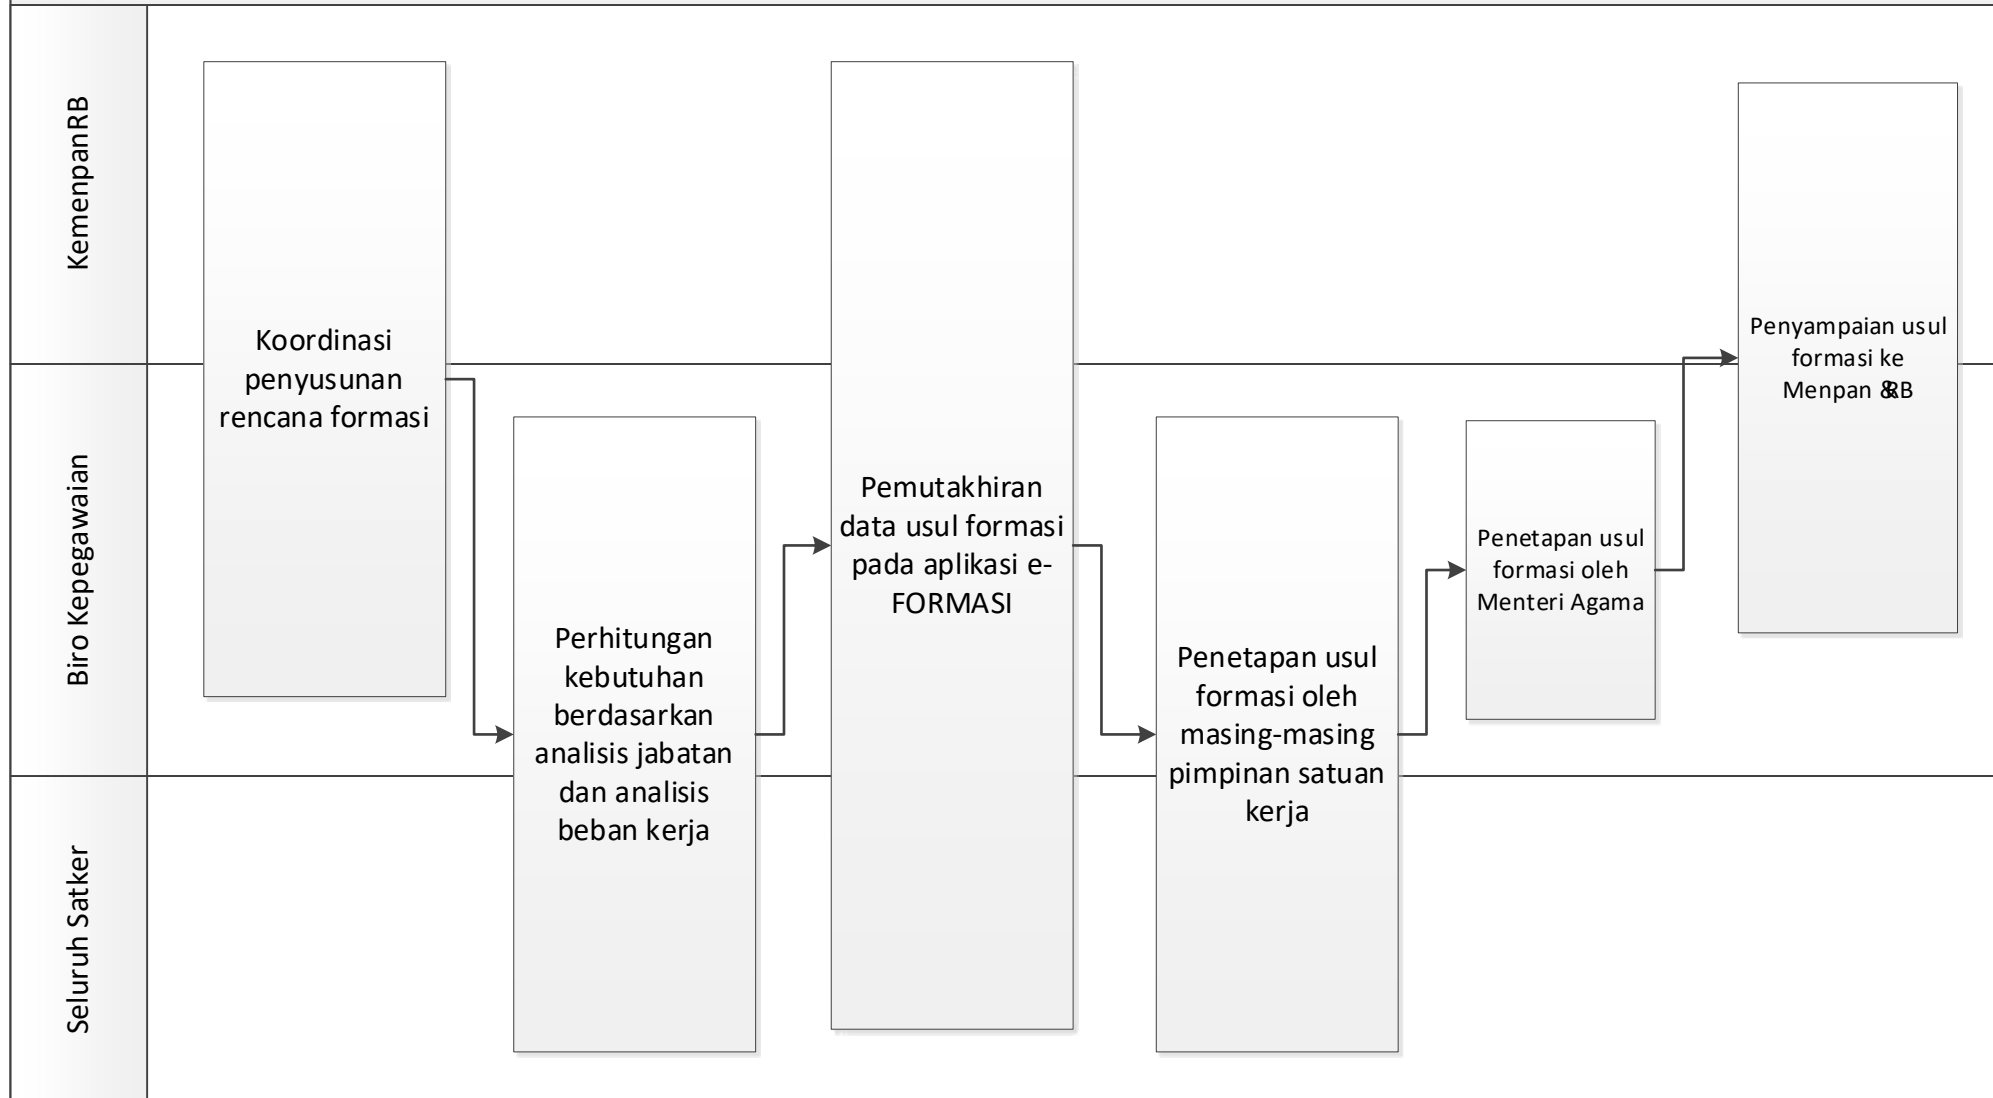 KemenpanRB
Koordinasi
penyusunan
rencana formasi
Pemutakhiran
data usul formasi
pada aplikasi e-
FORMASI
Penyampaian usul
formasi ke
Menpan &RB
Biro Kepegawaian
Perhitungan
kebutuhan
berdasarkan
analisis jabatan
dan analisis
beban kerja
Penetapan usul
formasi oleh
masing-masing
pimpinan satuan
kerja
Penetapan usul
formasi oleh
Menteri Agama
Seluruh Satker